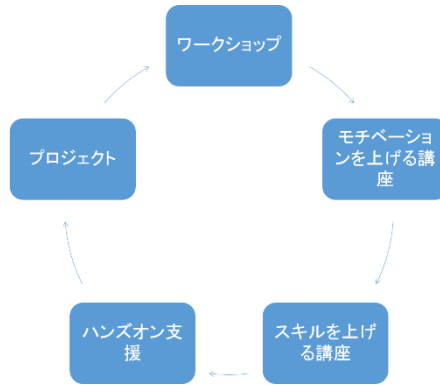 ワークショップ
モチベーショ
ンを上げる講
座
スキルを上
げる講座
ハンズオン支
援
プロジェクト